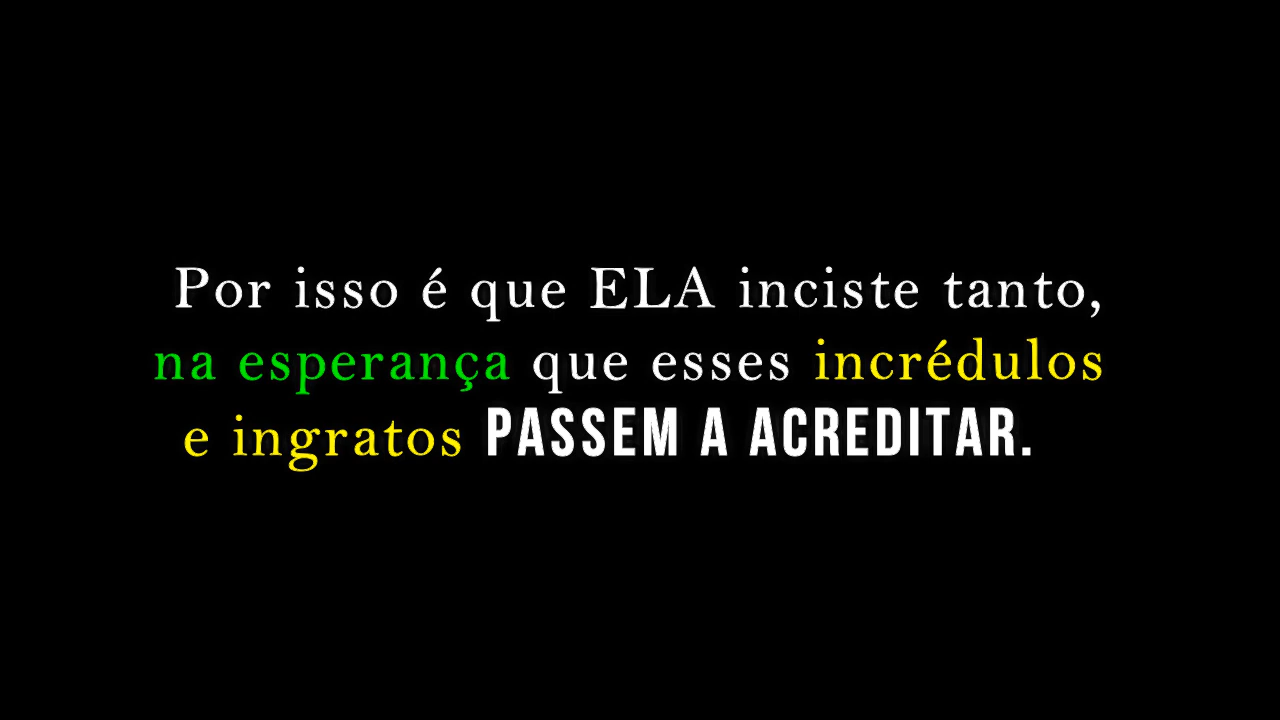 Por isso é que ELA inciste tanto,
na esperança que esses incrédulos
e ingratos PASSEM A ACREDITAR.